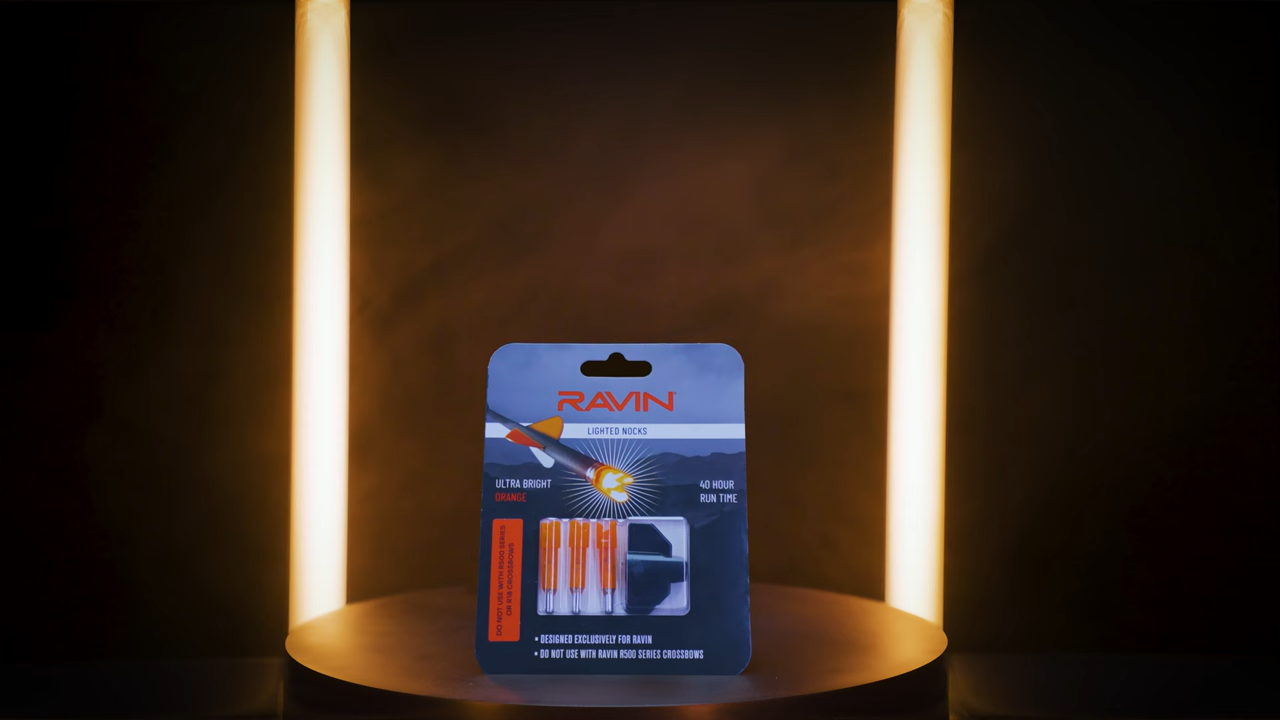 RAVIN
LIGHTED NOCKS
ULTRA BRIGHT
ORANGE
40 HOUR
RUN TIME
DO NOT USE WITH R500 SERIES
OR R18 CROSSBOWS
• DESIGNED EXCLUSIVELY FOR RAVIN
• DO NOT USE WITH RAVIN R500 SERIES CROSSBOWS